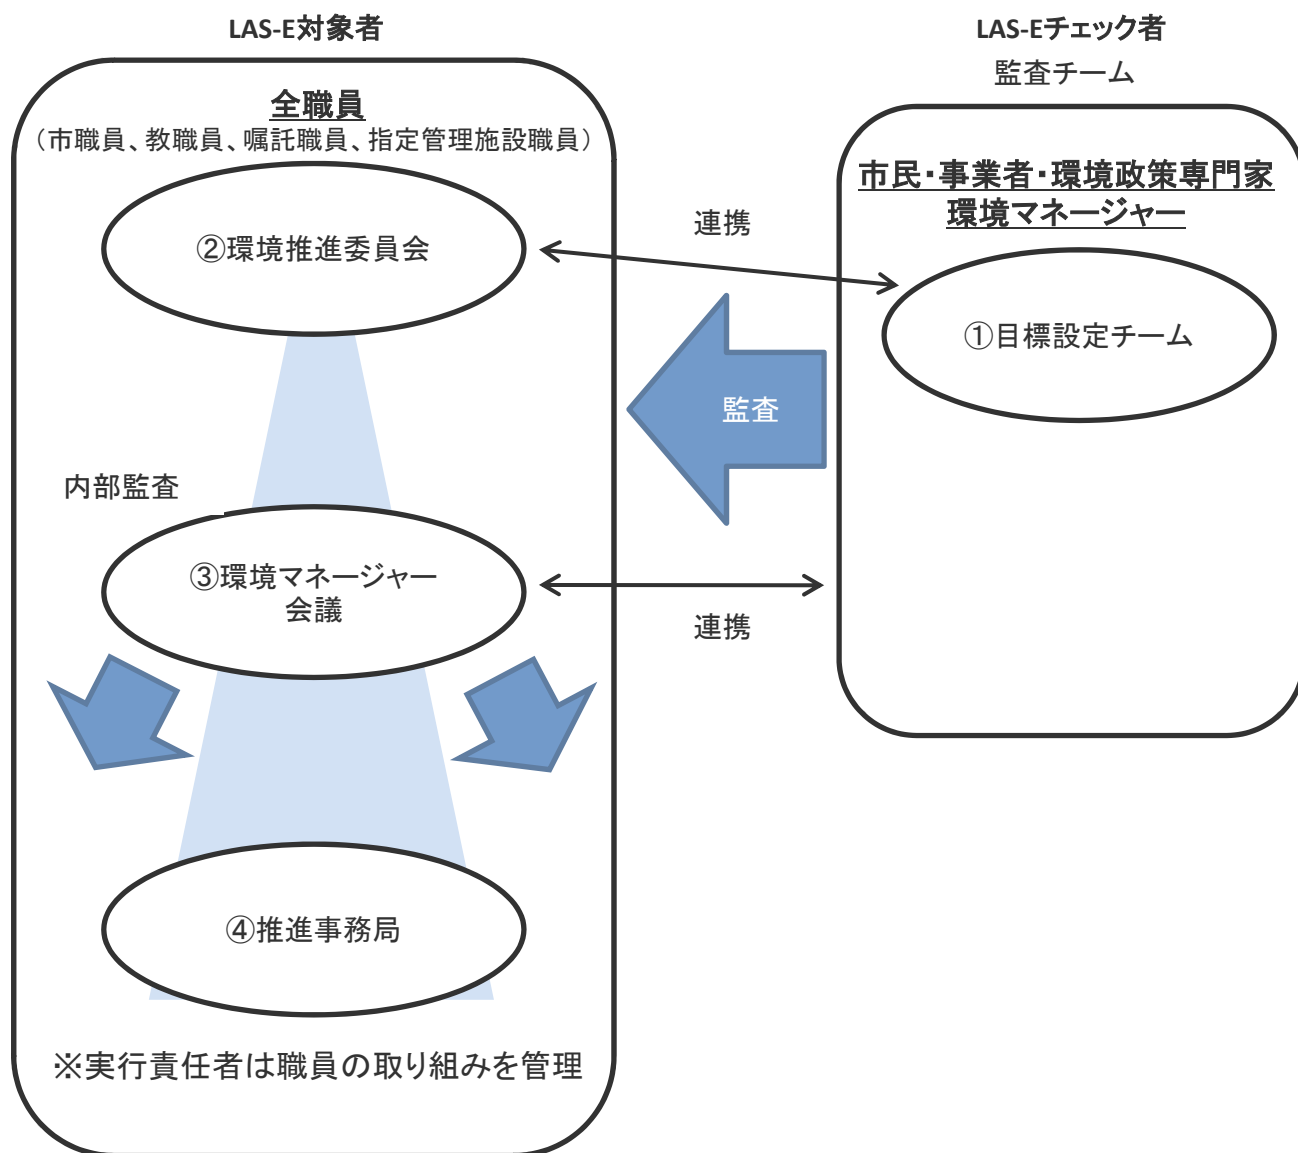 LAS-E対象者
全職員
（市職員、教職員、嘱託職員、指定管理施設職員）
②環境推進委員会
内部監査
③環境マネージャー
会議
④推進事務局
※実行責任者は職員の取り組みを管理
連携
監査
連携
LAS-Eチェック者
監査チーム
市民・事業者・環境政策専門家
環境マネージャー
①目標設定チーム